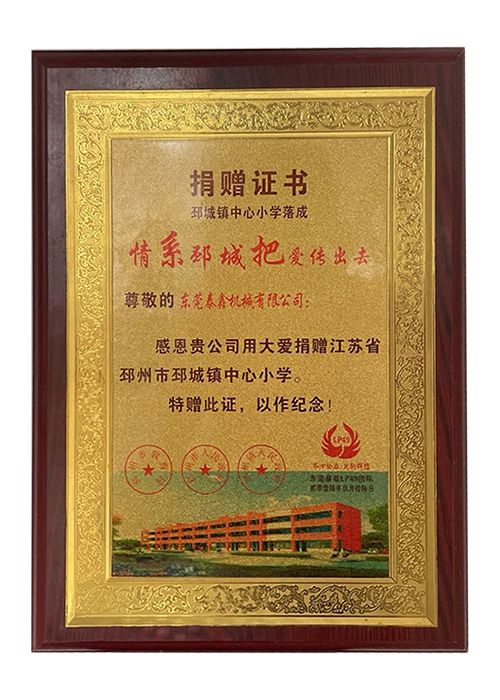 捐赠证书
邳城镇中心小学落成
情系邳城把爱传出去
尊敬的东莞泰鑫机械有限公司：
感恩贵公司用大爱捐赠江苏省
邳州市邳城镇中心小学。
特赠此证，以作纪念！
LP49